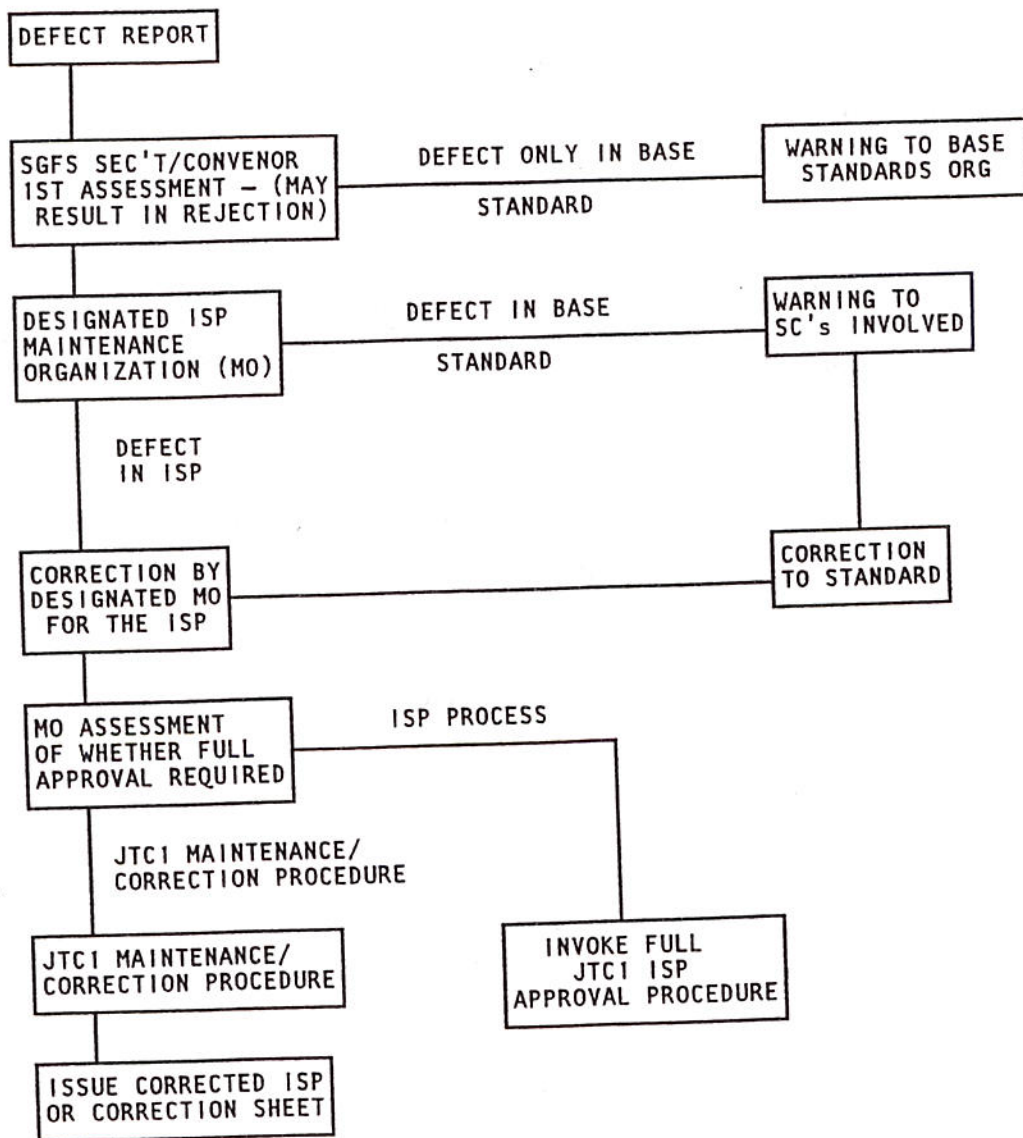 DEFECT REPORT
SGFS SEC'T/CONVENOR
1ST ASSESSMENT – (MAY
RESULT IN REJECTION)
DEFECT ONLY IN BASE
STANDARD
WARNING TO BASE
STANDARDS ORG
DESIGNATED ISP
MAINTENANCE
ORGANIZATION (MO)
DEFECT IN BASE
STANDARD
WARNING TO
SC's INVOLVED
DEFECT
IN ISP
CORRECTION BY
DESIGNATED MO
FOR THE ISP
CORRECTION
TO STANDARD
MO ASSESSMENT
OF WHETHER FULL
APPROVAL REQUIRED
ISP PROCESS
JTC1 MAINTENANCE/
CORRECTION PROCEDURE
JTC1 MAINTENANCE/
CORRECTION PROCEDURE
INVOKE FULL
JTC1 ISP
APPROVAL PROCEDURE
ISSUE CORRECTED ISP
OR CORRECTION SHEET